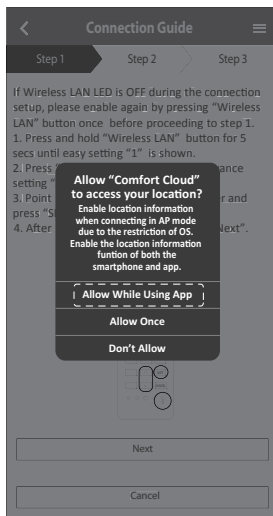 Connection Guide
Step 1 Step 2 Step 3
If Wireless LAN LED is OFF during the connection
setup, please enable again by pressing "Wireless
LAN" button once before proceeding to step 1.
1. Press and hold "Wireless LAN" button for 5
secs until easy setting "1" is shown.
2. Press
setting "
3. Point er and
press "S
4. After Next".
Allow "Comfort Cloud"
to access your location?
Enable location information
when connecting in AP mode
due to the restriction of OS.
Enable the location information
funtion of both the
smartphone and app.
Allow While Using App
Allow Once
Don't Allow
Next
Cancel